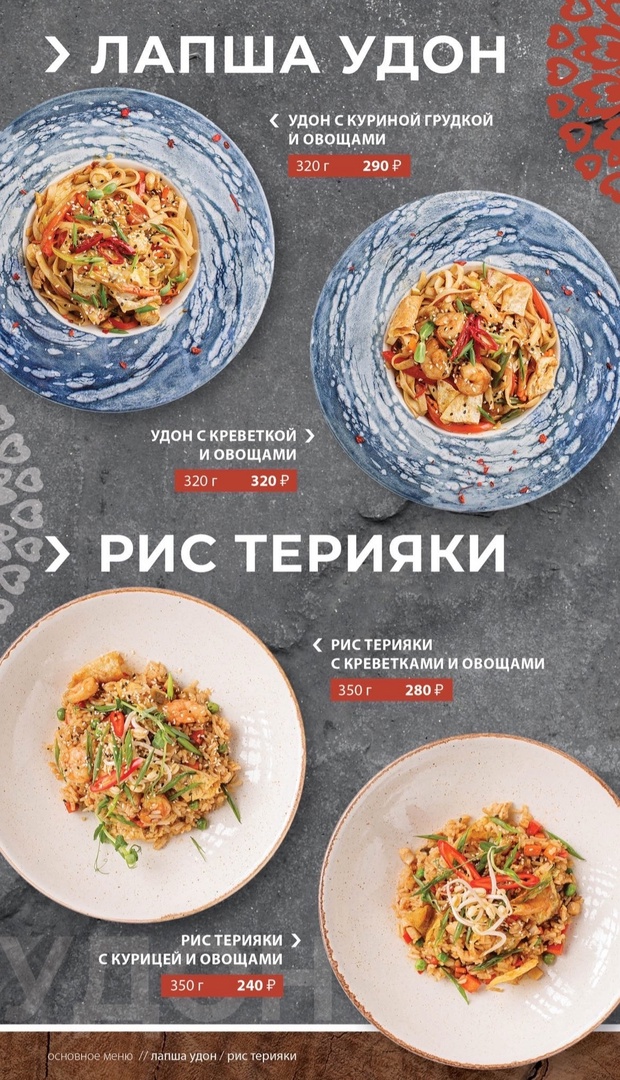 › ЛАПША УДОН
‹ УДОН С КУРИНОЙ ГРУДКОЙ
И ОВОЩАМИ
320 г 290 ₽
УДОН С КРЕВЕТКОЙ ›
И ОВОЩАМИ
320 г 320 ₽
› РИС ТЕРИЯКИ
‹ РИС ТЕРИЯКИ
С КРЕВЕТКАМИ И ОВОЩАМИ
350 г 280 ₽
РИС ТЕРИЯКИ ›
С КУРИЦЕЙ И ОВОЩАМИ
350 г 240 ₽
УДОН
основное меню // лапша удон / рис терияки